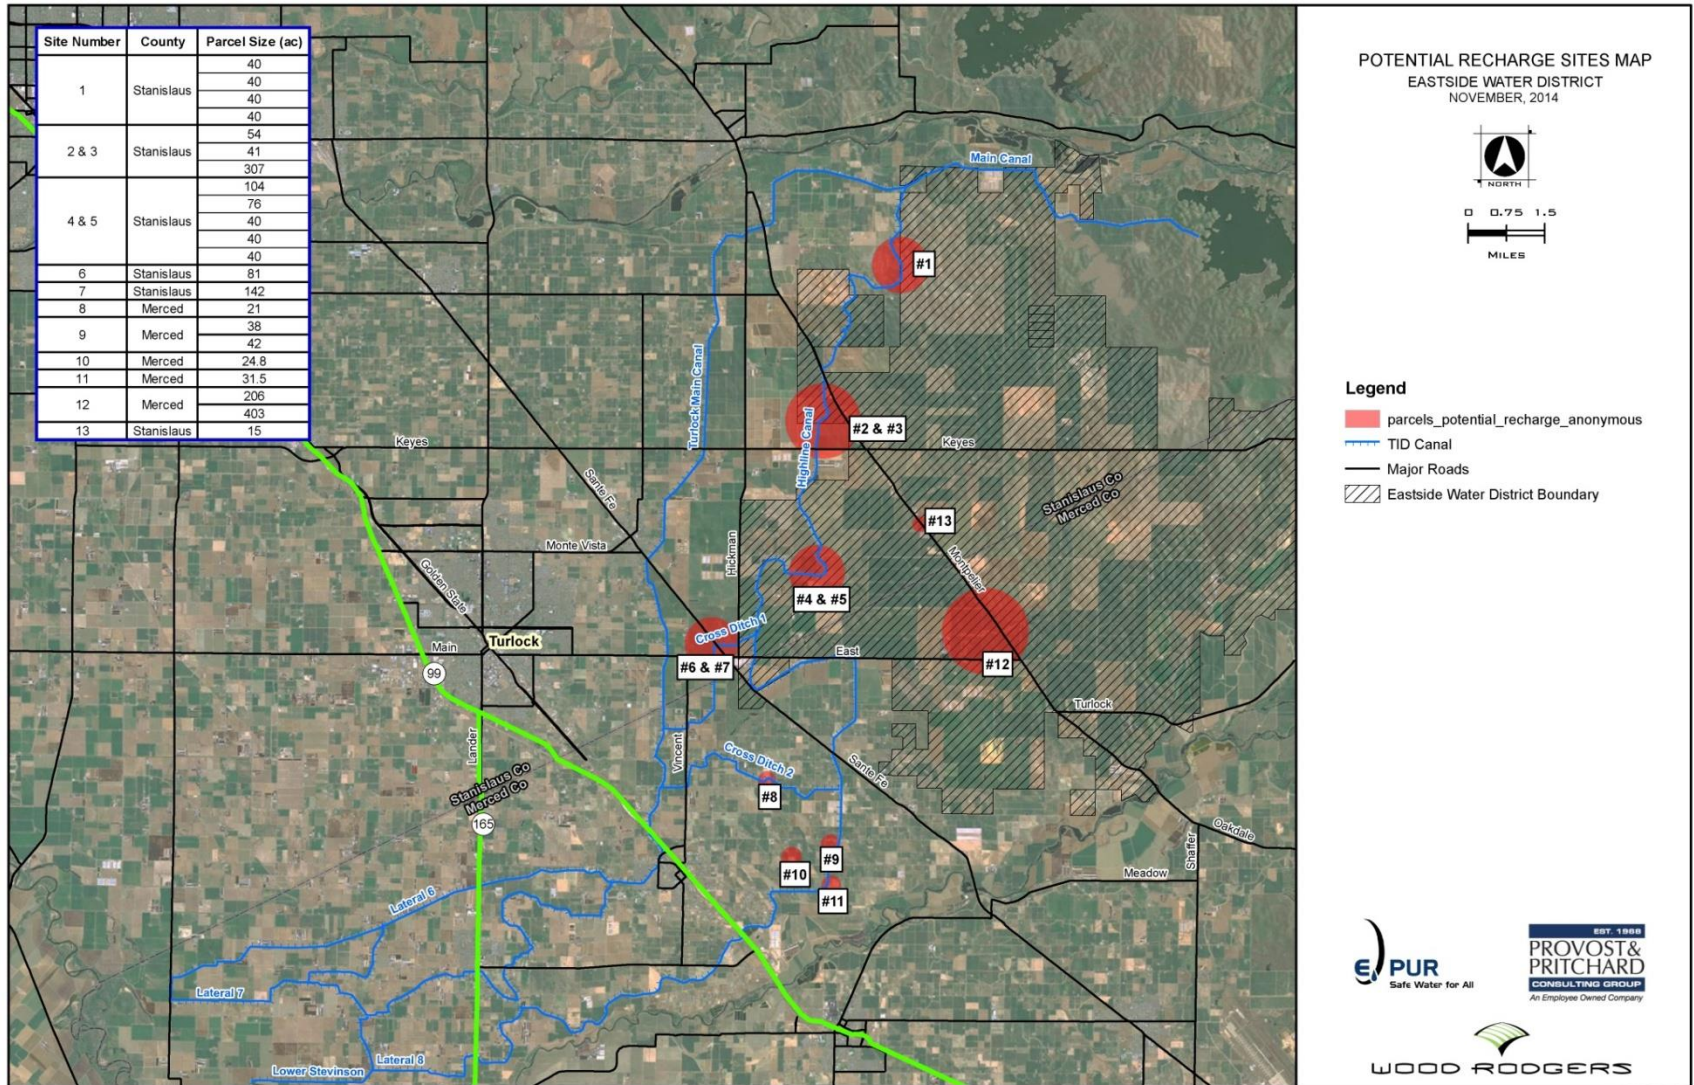 Site Number County Parcel Size (ac)
1 Stanislaus 40
40
40
40
2 & 3 Stanislaus 54
41
307
4 & 5 Stanislaus 104
76
40
40
40
6 Stanislaus 81
7 Stanislaus 142
8 Merced 21
9 Merced 38
42
10 Merced 24.8
11 Merced 31.5
12 Merced 206
403
13 Stanislaus 15
Main Canal
#1
Turlock Main Canal
Highline Canal
#2 & #3
Keyes
Keyes
Sante Fe
Stanislaus Co
Merced Co
#13
Monte Vista
Hickman
Montpelier
Golden State
#4 & #5
Cross Ditch 1
Turlock
Main
East
#6 & #7
#12
99
Turlock
Lander
Vincent
Cross Ditch 2
Sante Fe
Stanislaus Co
Merced Co
#8
165
Oakdale
Shaffer
#9
#10
Meadow
#11
Lateral 6
Lateral 7
Lateral 8
Lower Stevinson
POTENTIAL RECHARGE SITES MAP
EASTSIDE WATER DISTRICT
NOVEMBER, 2014
NORTH
0 0.75 1.5
MILES
Legend
parcels_potential_recharge_anonymous
TID Canal
Major Roads
Eastside Water District Boundary
E PUR
Safe Water for All
EST. 1968
PROVOST&
PRITCHARD
CONSULTING GROUP
An Employee Owned Company
WOOD RODGERS